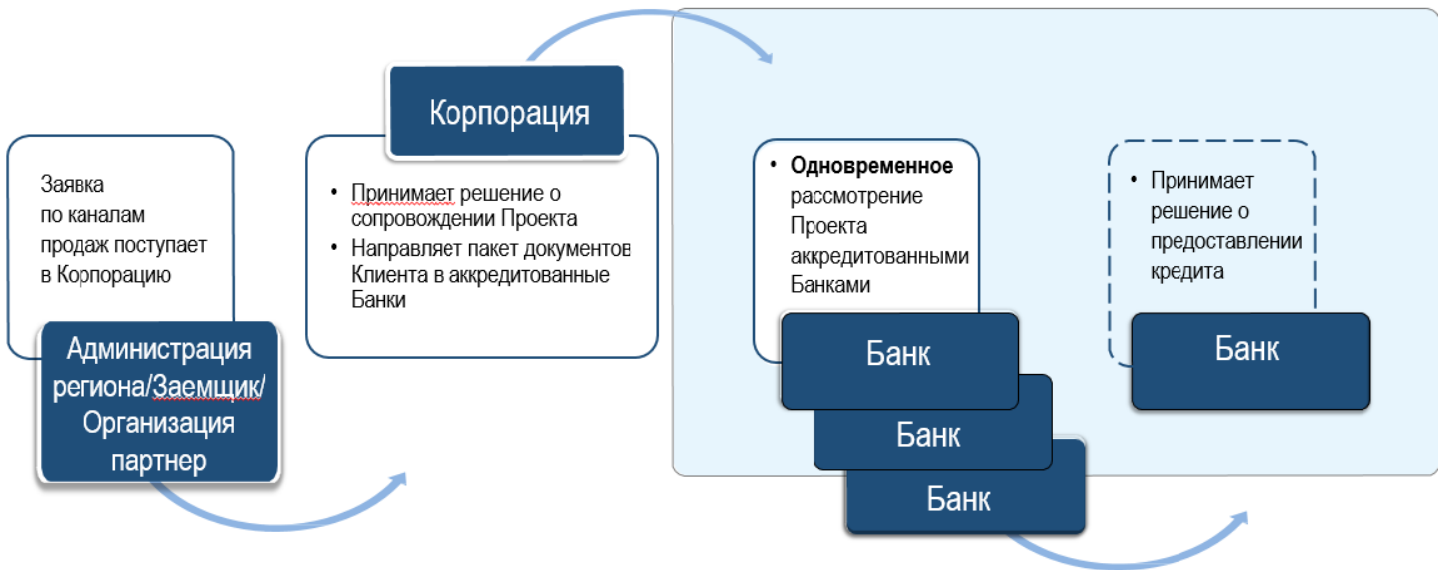 Заявка
по каналам
продаж поступает
в Корпорацию
Администрация
региона/Заемщик/
Организация
партнер
Корпорация
• Принимает решение о
сопровождении Проекта
• Направляет пакет документов
Клиента в аккредитованные
Банки
• Одновременное
рассмотрение
Проекта
аккредитованными
Банками
Банк
Банк
Банк
• Принимает
решение о
предоставлении
кредита
Банк